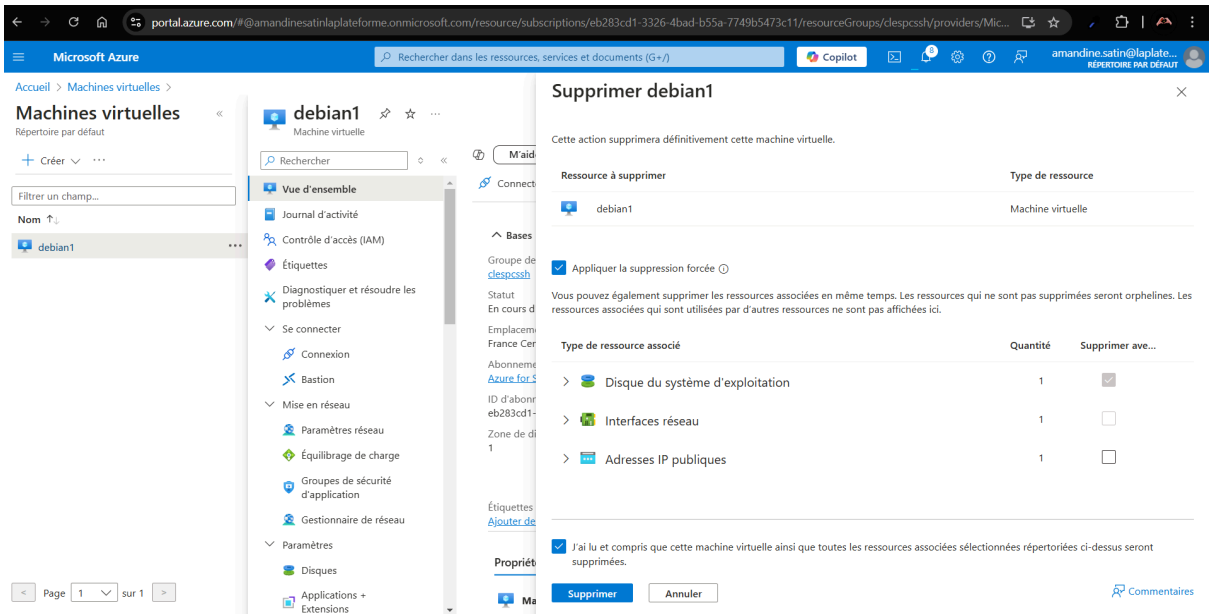 portal.azure.com/#@amandinesatinlaplateforme.onmicrosoft.com/resource/subscriptions/eb283cd1-3326-4bad-b55a-7749b5473c11/resourceGroups/clespcssh/providers/Mic...
Microsoft Azure
Rechercher dans les ressources, services et documents (G+/)
Copilot
8
amandine.satin@laplate...
RÉPERTOIRE PAR DÉFAUT
Accueil > Machines virtuelles >
Machines virtuelles
Répertoire par défaut
Créer
Filtrer un champ...
Nom
debian1
debian1
Machine virtuelle
Rechercher
Vue d'ensemble
Journal d'activité
Contrôle d'accès (IAM)
Étiquettes
Diagnostiquer et résoudre les
problèmes
Se connecter
Connexion
Bastion
Mise en réseau
Paramètres réseau
Équilibrage de charge
Groupes de sécurité
d'application
Gestionnaire de réseau
Paramètres
Disques
Applications +
Extensions
Page 1 sur 1
M'aid
Connect
Bases
Groupe de
clespcssh
Statut
En cours d
Emplacem
France Cer
Abonneme
Azure for S
ID d'abonr
eb283cd1-
Zone de di
1
Étiquettes
Ajouter de
Propriét
Ma
Supprimer debian1
Cette action supprimera définitivement cette machine virtuelle.
Ressource à supprimer Type de ressource
debian1 Machine virtuelle
Appliquer la suppression forcée
Vous pouvez également supprimer les ressources associées en même temps. Les ressources qui ne sont pas supprimées seront orphelines. Les
ressources associées qui sont utilisées par d'autres ressources ne sont pas affichées ici.
Type de ressource associé Quantité Supprimer ave...
Disque du système d'exploitation 1
Interfaces réseau 1
Adresses IP publiques 1
J'ai lu et compris que cette machine virtuelle ainsi que toutes les ressources associées sélectionnées répertoriées ci-dessus seront
supprimées.
Supprimer Annuler
Commentaires